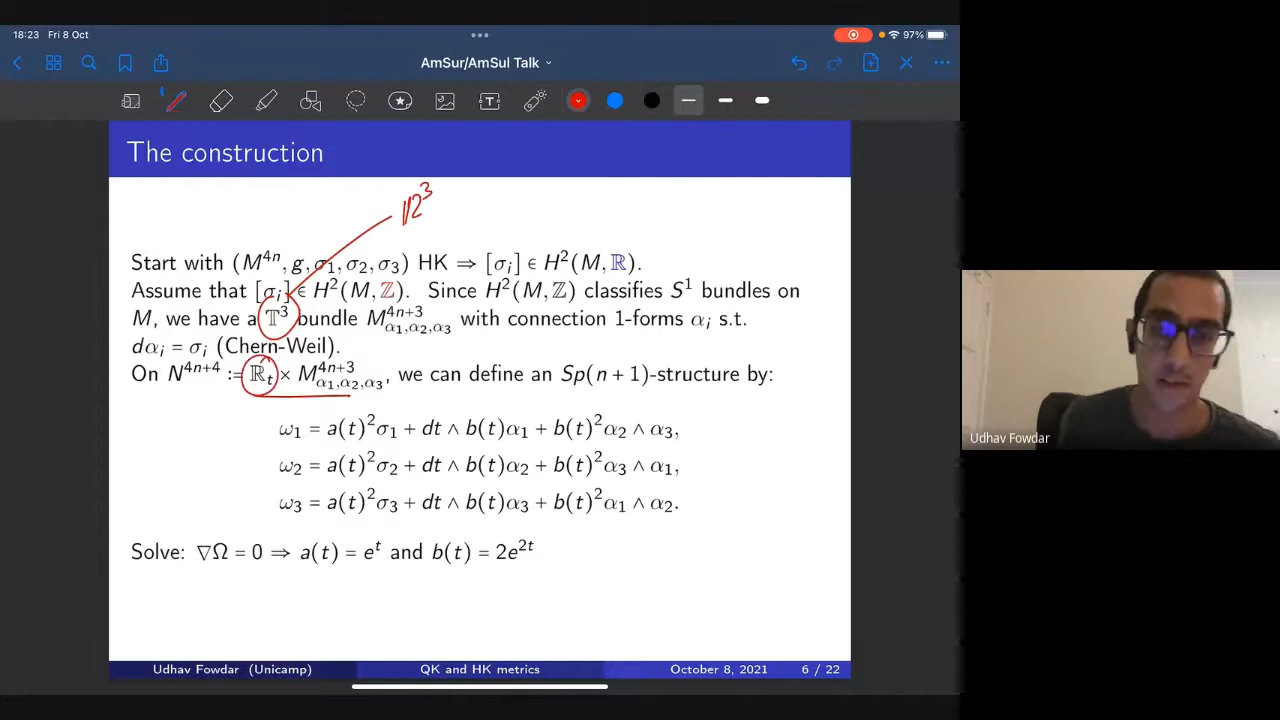 18:23 Fri 8 Oct
97%
AmSur/AmSul Talk
The construction
ℝ³
Start with (M⁴ⁿ, g, σ₁, σ₂, σ₃) HK ⇒ [σᵢ] ∈ H²(M, ℝ).
Assume that [σᵢ] ∈ H²(M, ℤ). Since H²(M, ℤ) classifies S¹ bundles on
M, we have a 𝕋³ bundle M⁴ⁿ⁺³_{α₁,α₂,α₃} with connection 1-forms αᵢ s.t.
dαᵢ = σᵢ (Chern-Weil).
On N⁴ⁿ⁺⁴ := ℝₜ × M⁴ⁿ⁺³_{α₁,α₂,α₃}, we can define an Sp(n + 1)-structure by:
ω₁ = a(t)²σ₁ + dt ∧ b(t)α₁ + b(t)²α₂ ∧ α₃,
ω₂ = a(t)²σ₂ + dt ∧ b(t)α₂ + b(t)²α₃ ∧ α₁,
ω₃ = a(t)²σ₃ + dt ∧ b(t)α₃ + b(t)²α₁ ∧ α₂.
Solve: ∇Ω = 0 ⇒ a(t) = eᵗ and b(t) = 2e²ᵗ
Udhav Fowdar (Unicamp) QK and HK metrics October 8, 2021 6 / 22
Udhav Fowdar